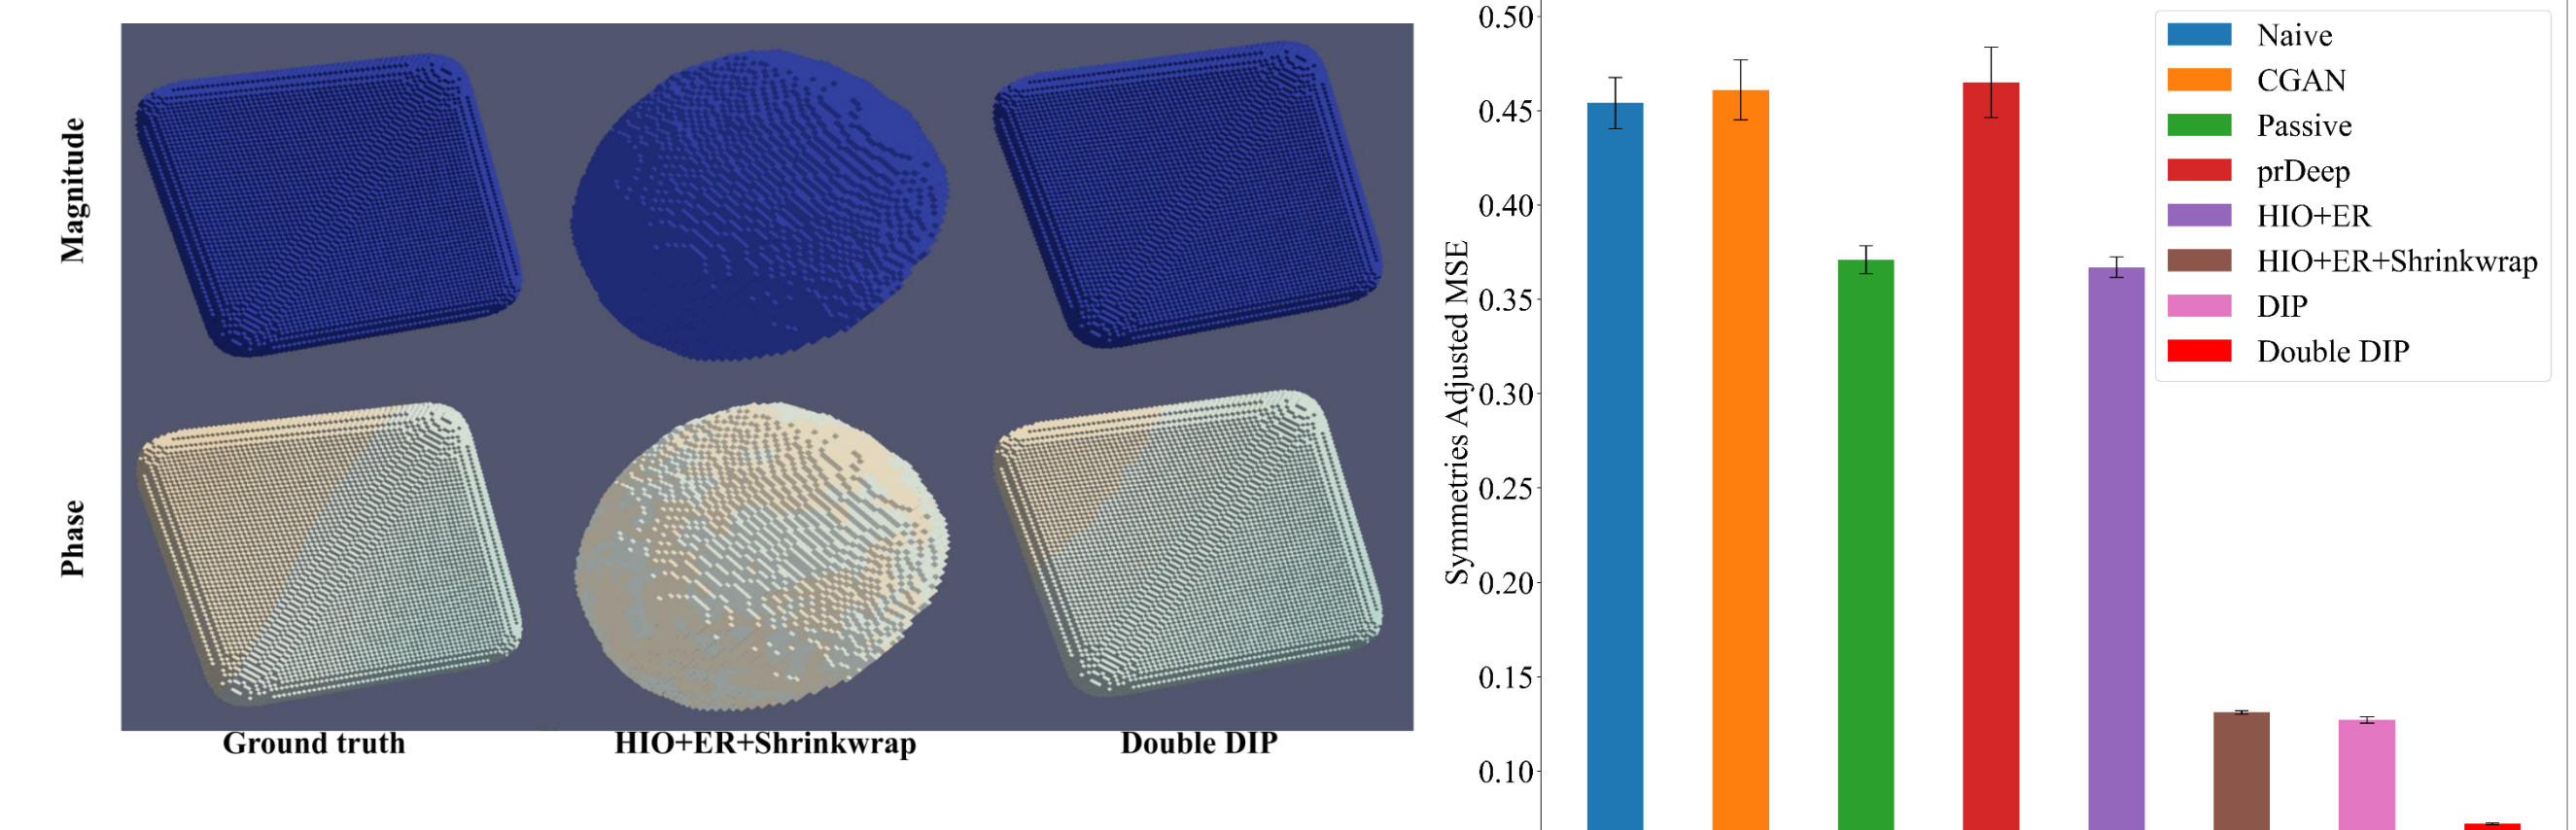 Magnitude
Phase
Ground truth
HIO+ER+Shrinkwrap
Double DIP
Symmetries Adjusted MSE
0.50
0.45
0.40
0.35
0.30
0.25
0.20
0.15
0.10
Naive
CGAN
Passive
prDeep
HIO+ER
HIO+ER+Shrinkwrap
DIP
Double DIP